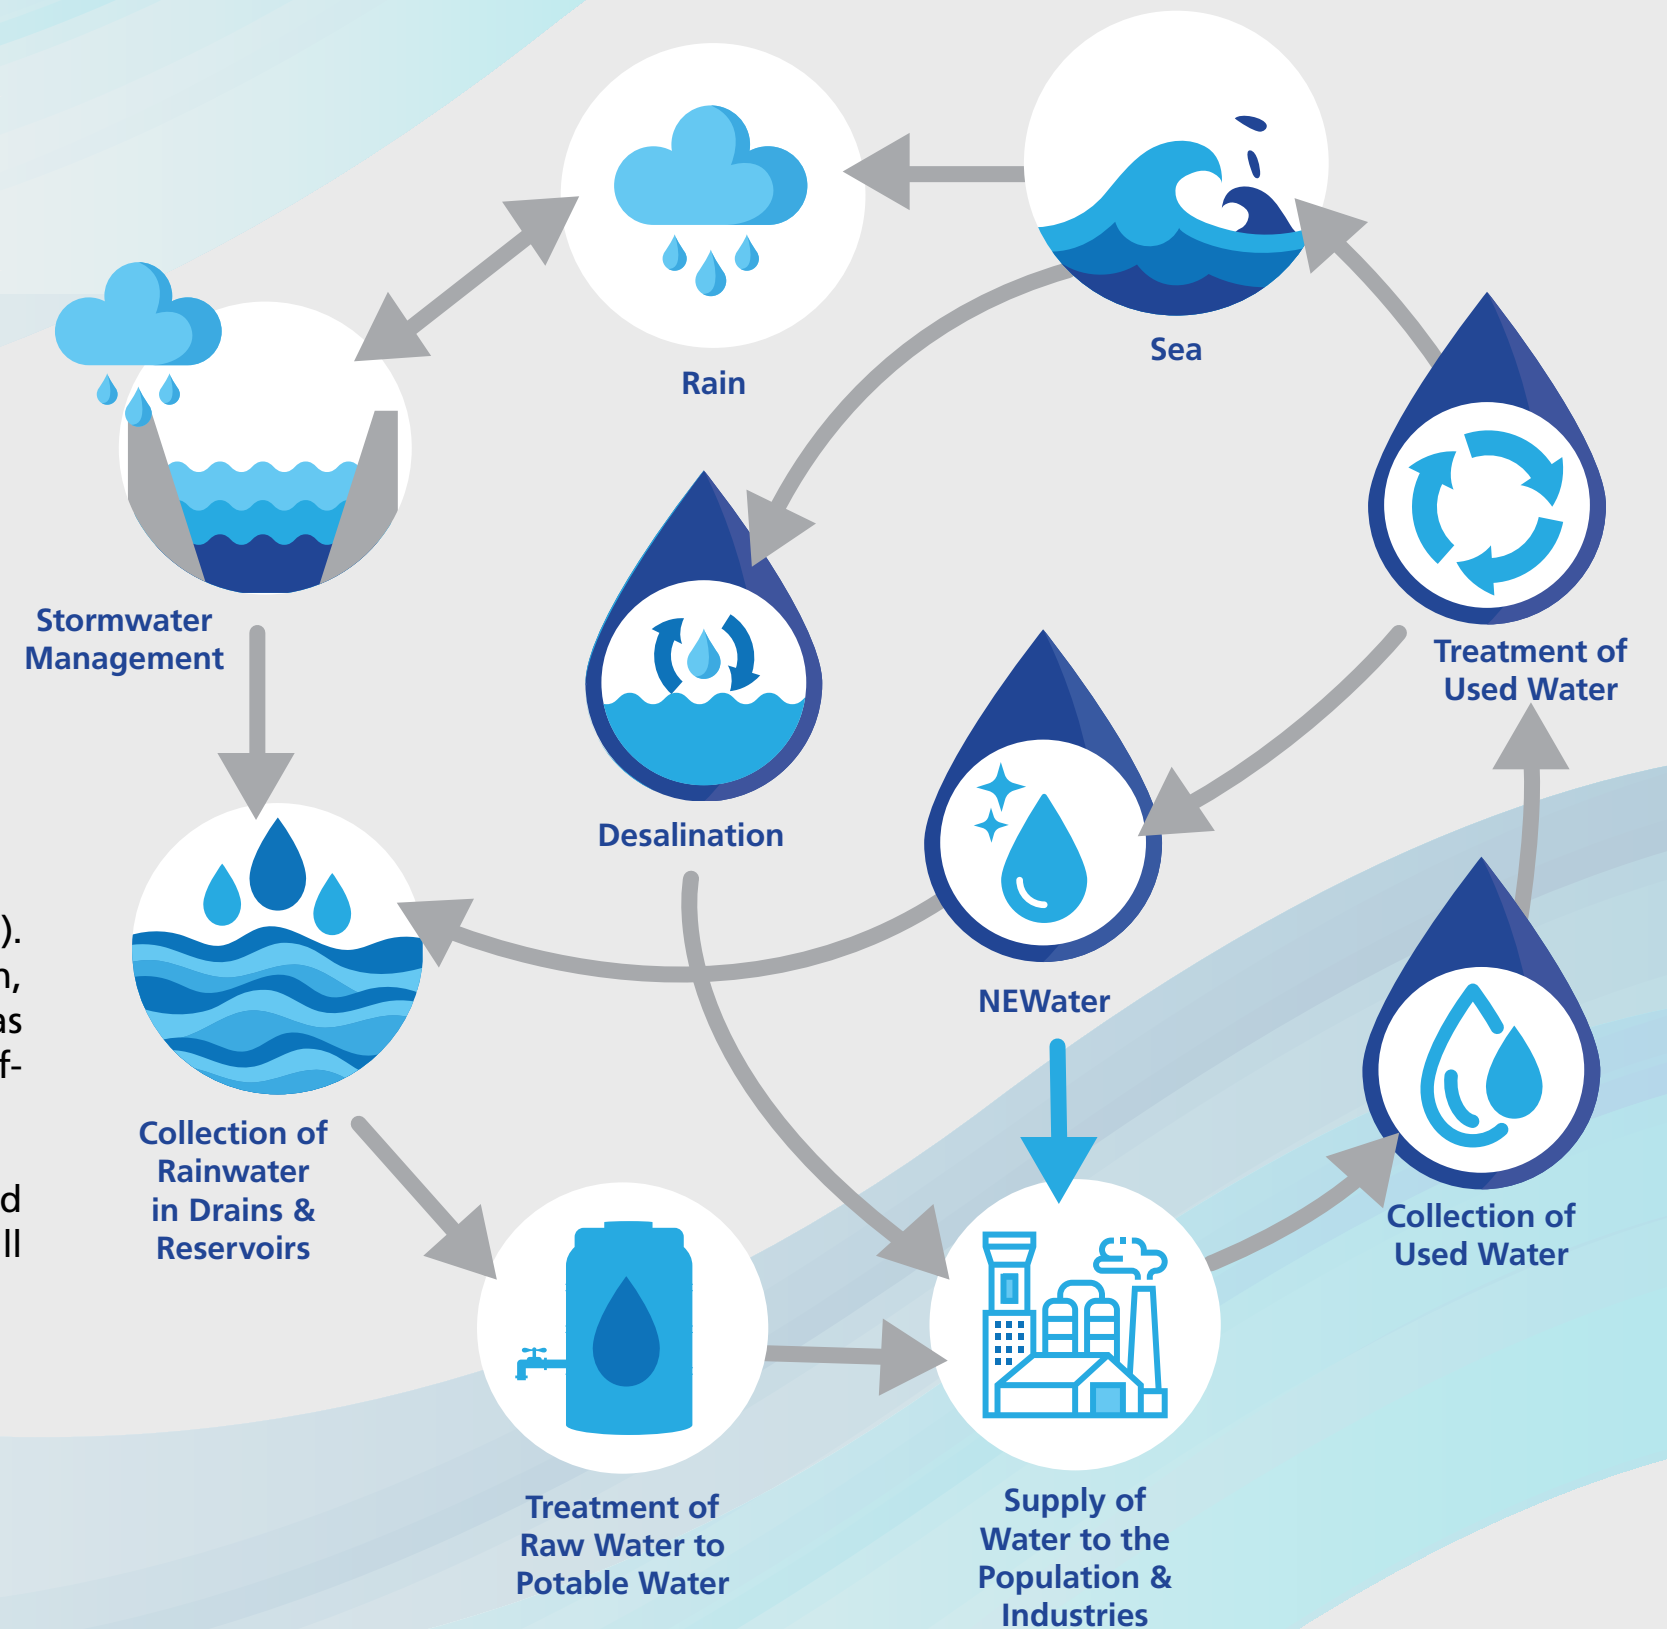 Rain
Sea
Stormwater
Management
Desalination
Treatment of
Used Water
NEWater
Collection of
Rainwater
in Drains &
Reservoirs
Collection of
Used Water
Treatment of
Raw Water to
Potable Water
Supply of
Water to the
Population &
Industries
).